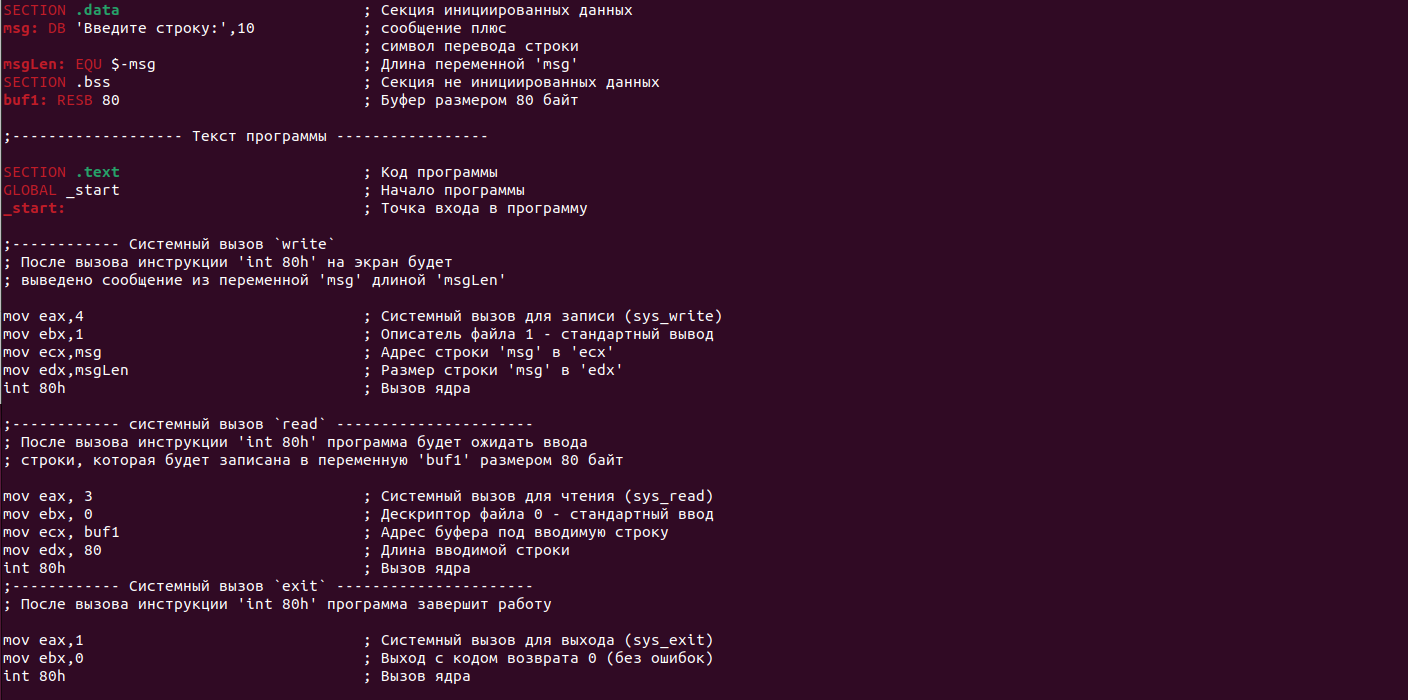 SECTION .data ; Секция инициированных данных
msg: DB 'Введите строку:',10 ; сообщение плюс
; символ перевода строки
msgLen: EQU $-msg ; Длина переменной 'msg'
SECTION .bss ; Секция не инициированных данных
buf1: RESB 80 ; Буфер размером 80 байт
;------------------- Текст программы -----------------
SECTION .text ; Код программы
GLOBAL _start ; Начало программы
_start: ; Точка входа в программу
;------------ Системный вызов `write`
; После вызова инструкции 'int 80h' на экран будет
; выведено сообщение из переменной 'msg' длиной 'msgLen'
mov eax,4 ; Системный вызов для записи (sys_write)
mov ebx,1 ; Описатель файла 1 - стандартный вывод
mov ecx,msg ; Адрес строки 'msg' в 'ecx'
mov edx,msgLen ; Размер строки 'msg' в 'edx'
int 80h ; Вызов ядра
;------------ системный вызов `read` ----------------------
; После вызова инструкции 'int 80h' программа будет ожидать ввода
; строки, которая будет записана в переменную 'buf1' размером 80 байт
mov eax, 3 ; Системный вызов для чтения (sys_read)
mov ebx, 0 ; Дескриптор файла 0 - стандартный ввод
mov ecx, buf1 ; Адрес буфера под вводимую строку
mov edx, 80 ; Длина вводимой строки
int 80h ; Вызов ядра
;------------ Системный вызов `exit` ----------------------
; После вызова инструкции 'int 80h' программа завершит работу
mov eax,1 ; Системный вызов для выхода (sys_exit)
mov ebx,0 ; Выход с кодом возврата 0 (без ошибок)
int 80h ; Вызов ядра